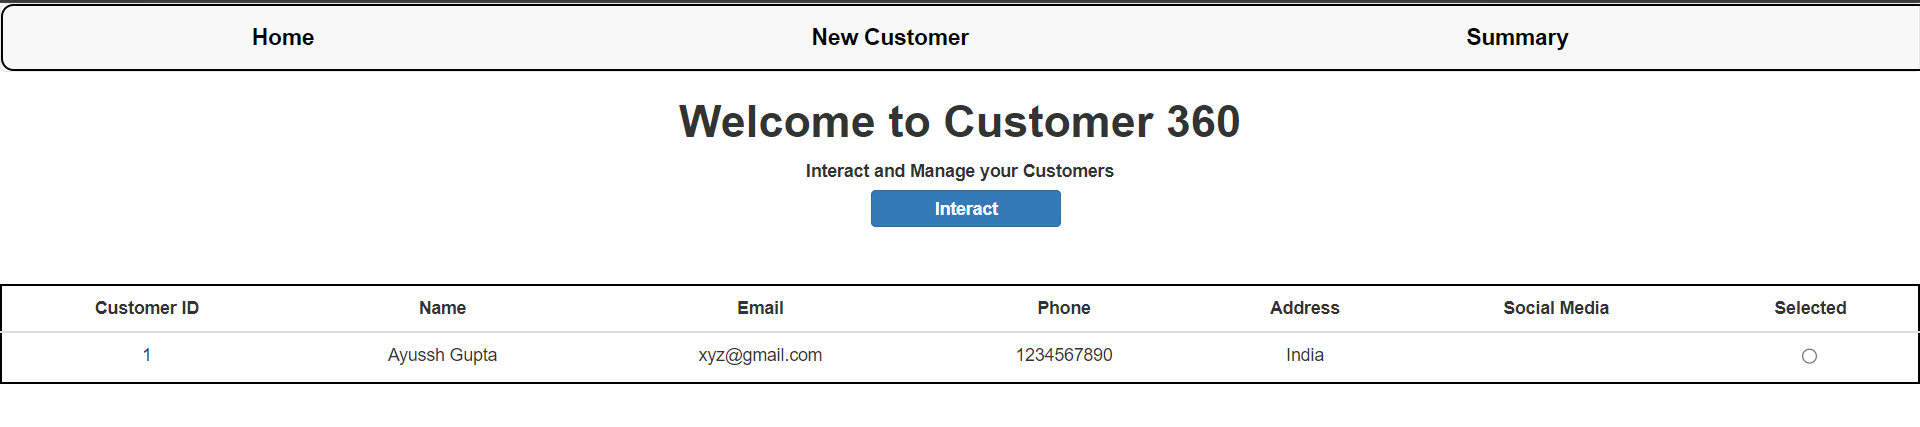 Home New Customer Summary
Welcome to Customer 360
Interact and Manage your Customers
Interact
Customer ID Name Email Phone Address Social Media Selected
1 Ayussh Gupta xyz@gmail.com 1234567890 India